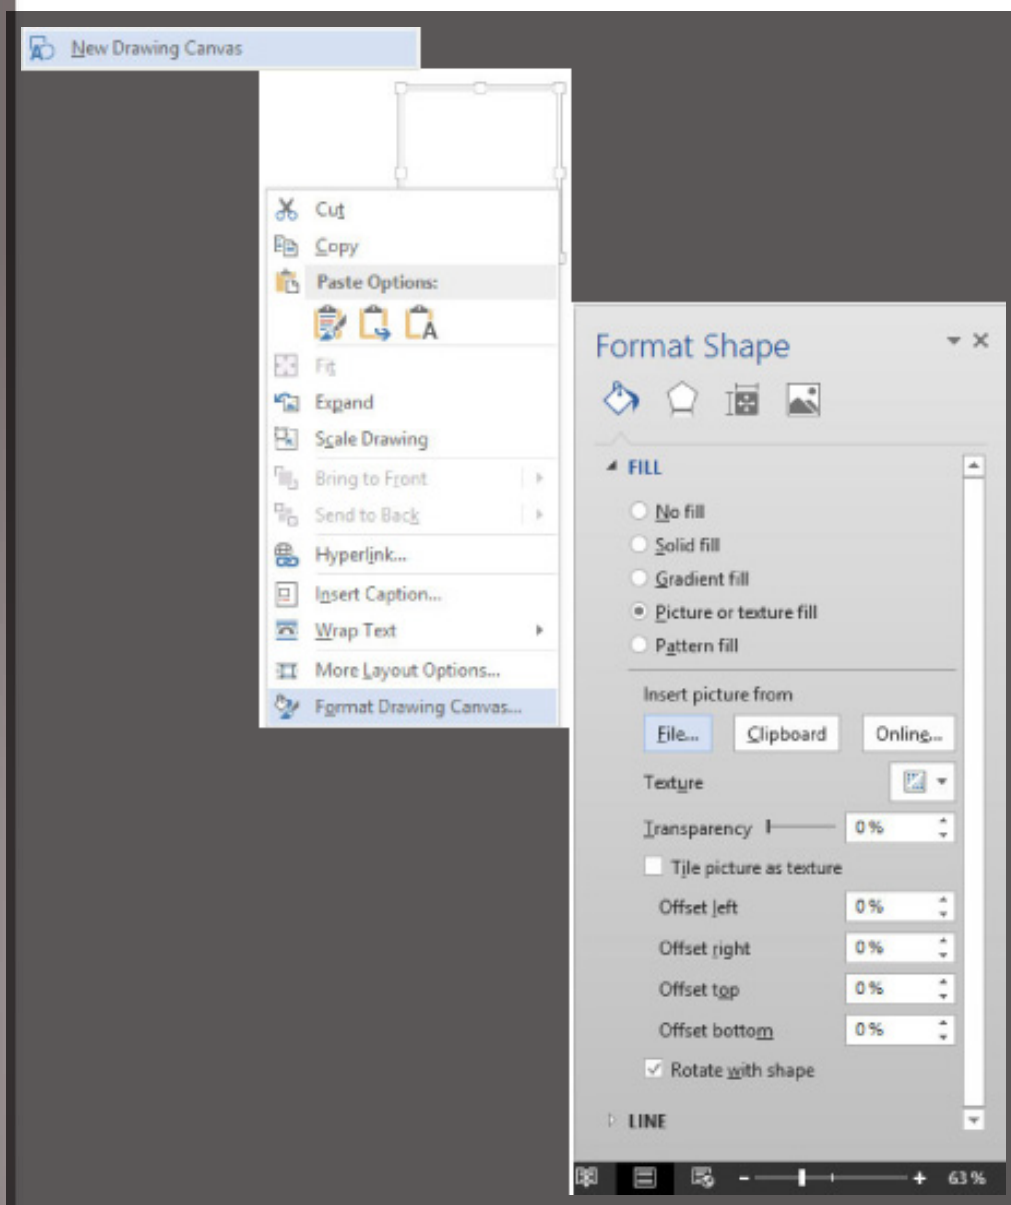 New Drawing Canvas
Cut
Copy
Paste Options:
A
Fit
Expand
Scale Drawing
Bring to Front
Send to Back
Hyperlink...
Insert Caption...
Wrap Text
More Layout Options...
Format Drawing Canvas...
Format Shape
FILL
No fill
Solid fill
Gradient fill
Picture or texture fill
Pattern fill
Insert picture from
File... Clipboard Online...
Texture
Transparency 0 %
Tile picture as texture
Offset left 0 %
Offset right 0 %
Offset top 0 %
Offset bottom 0 %
Rotate with shape
LINE
63 %